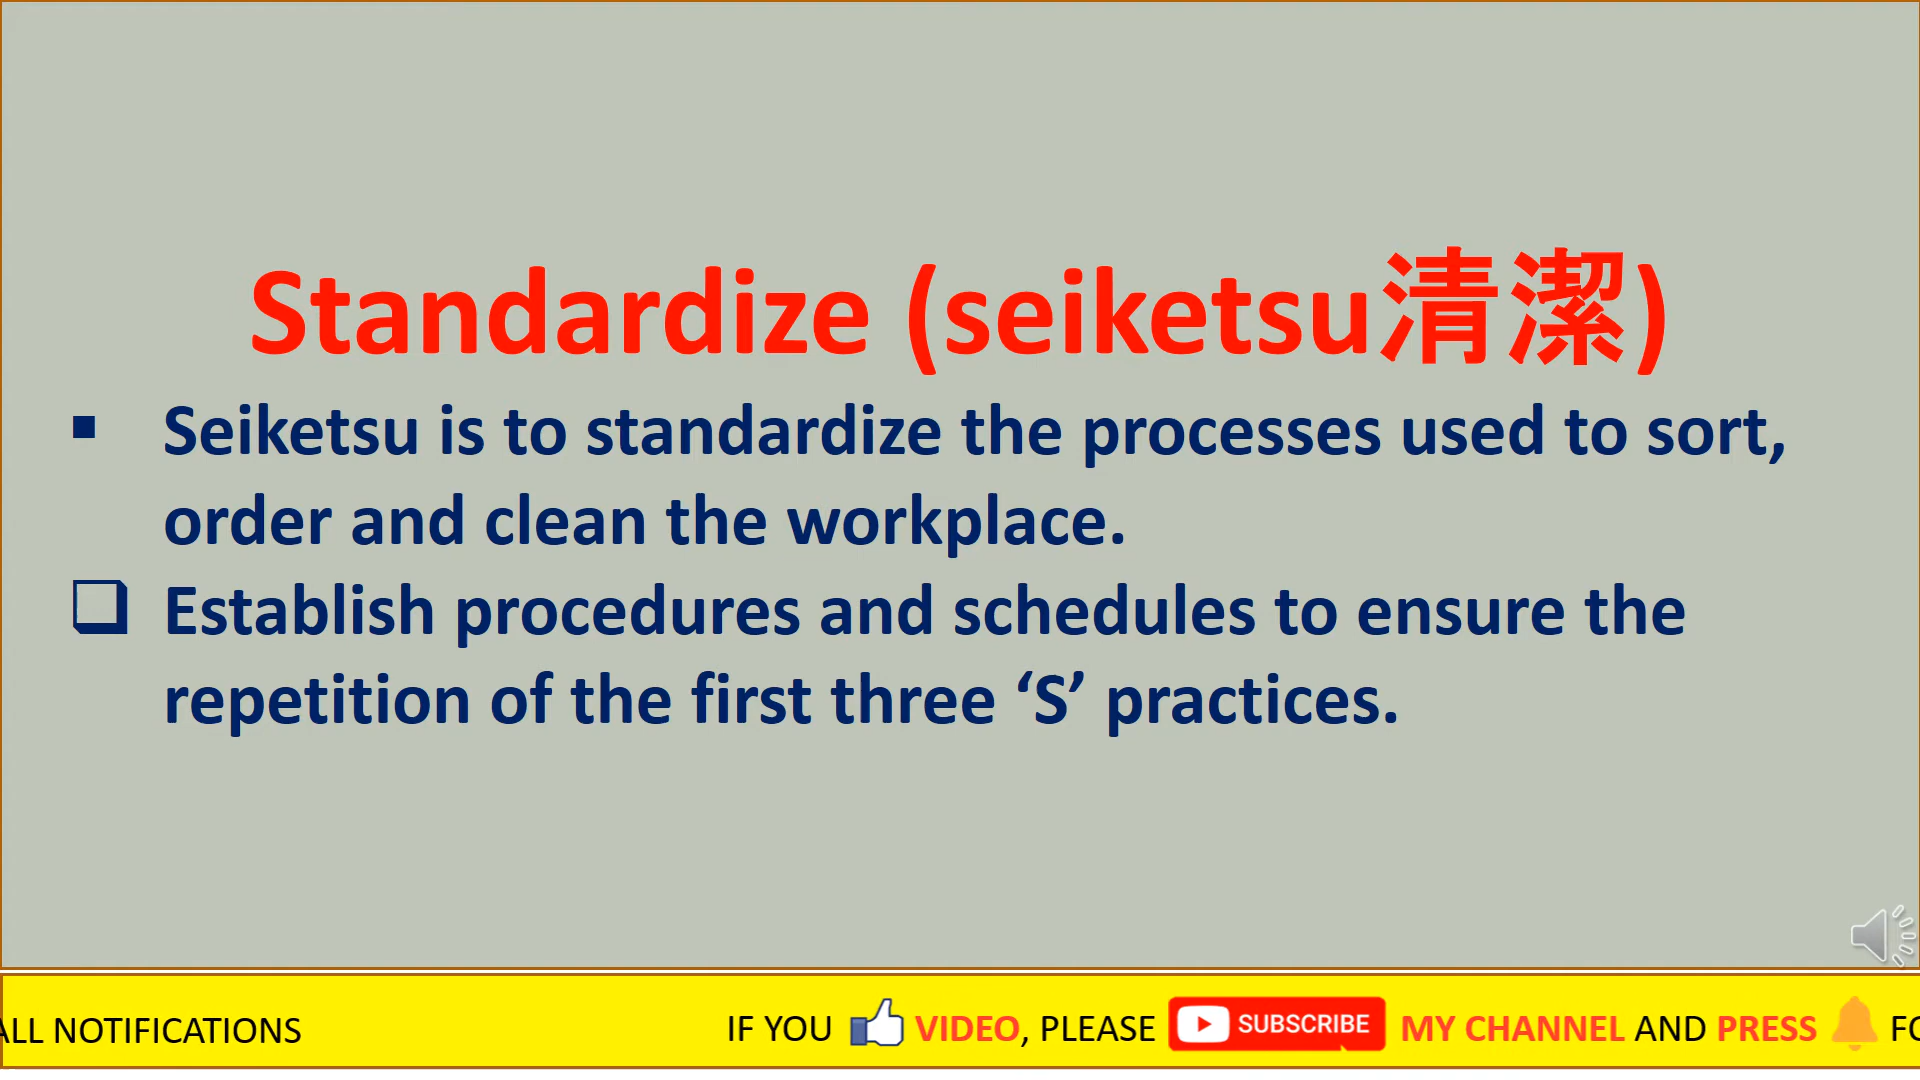 Standardize (seiketsu清潔)
Seiketsu is to standardize the processes used to sort,
order and clean the workplace.
Establish procedures and schedules to ensure the
repetition of the first three ‘S’ practices.
ALL NOTIFICATIONS IF YOU VIDEO, PLEASE SUBSCRIBE MY CHANNEL AND PRESS